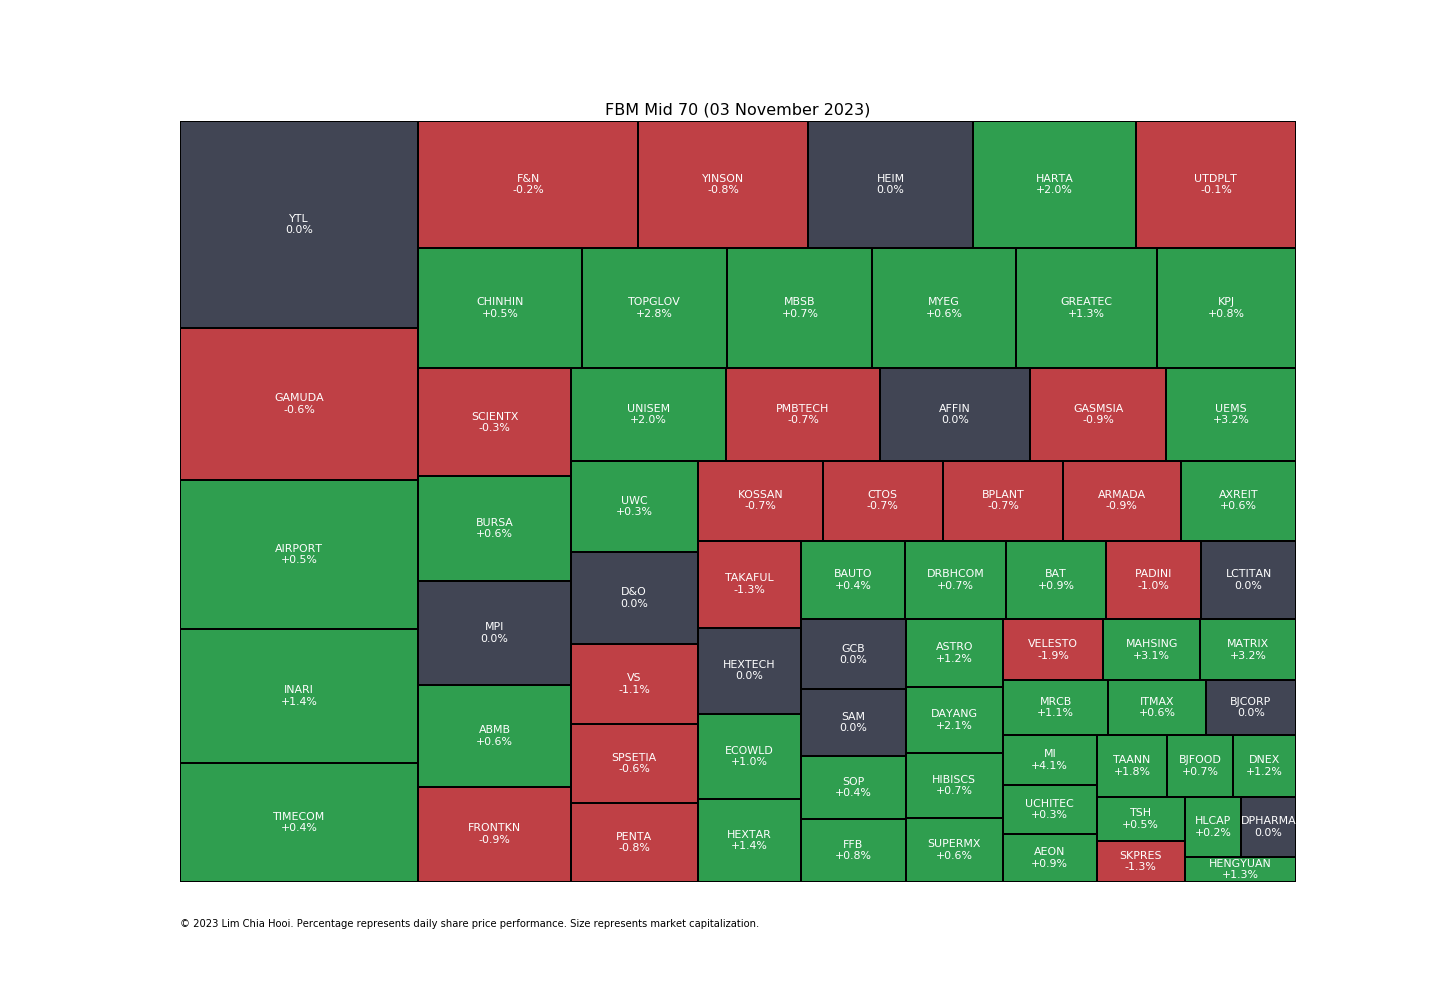 FBM Mid 70 (03 November 2023)
YTL
0.0%
GAMUDA
-0.6%
AIRPORT
+0.5%
INARI
+1.4%
TIMECOM
+0.4%
F&N
-0.2%
YINSON
-0.8%
HEIM
0.0%
HARTA
+2.0%
UTDPLT
-0.1%
CHINHIN
+0.5%
TOPGLOV
+2.8%
MBSB
+0.7%
MYEG
+0.6%
GREATEC
+1.3%
KPJ
+0.8%
SCIENTX
-0.3%
BURSA
+0.6%
MPI
0.0%
ABMB
+0.6%
FRONTKN
-0.9%
UNISEM
+2.0%
PMBTECH
-0.7%
AFFIN
0.0%
GASMSIA
-0.9%
UEMS
+3.2%
UWC
+0.3%
D&O
0.0%
VS
-1.1%
SPSETIA
-0.6%
PENTA
-0.8%
KOSSAN
-0.7%
CTOS
-0.7%
BPLANT
-0.7%
ARMADA
-0.9%
AXREIT
+0.6%
TAKAFUL
-1.3%
HEXTECH
0.0%
ECOWLD
+1.0%
HEXTAR
+1.4%
BAUTO
+0.4%
DRBHCOM
+0.7%
BAT
+0.9%
PADINI
-1.0%
LCTITAN
0.0%
GCB
0.0%
SAM
0.0%
SOP
+0.4%
FFB
+0.8%
ASTRO
+1.2%
DAYANG
+2.1%
HIBISCS
+0.7%
SUPERMX
+0.6%
VELESTO
-1.9%
MAHSING
+3.1%
MATRIX
+3.2%
MRCB
+1.1%
ITMAX
+0.6%
BJCORP
0.0%
MI
+4.1%
UCHITEC
+0.3%
AEON
+0.9%
TAANN
+1.8%
BJFOOD
+0.7%
DNEX
+1.2%
TSH
+0.5%
SKPRES
-1.3%
HLCAP
+0.2%
DPHARMA
0.0%
HENGYUAN
+1.3%
© 2023 Lim Chia Hooi. Percentage represents daily share price performance. Size represents market capitalization.